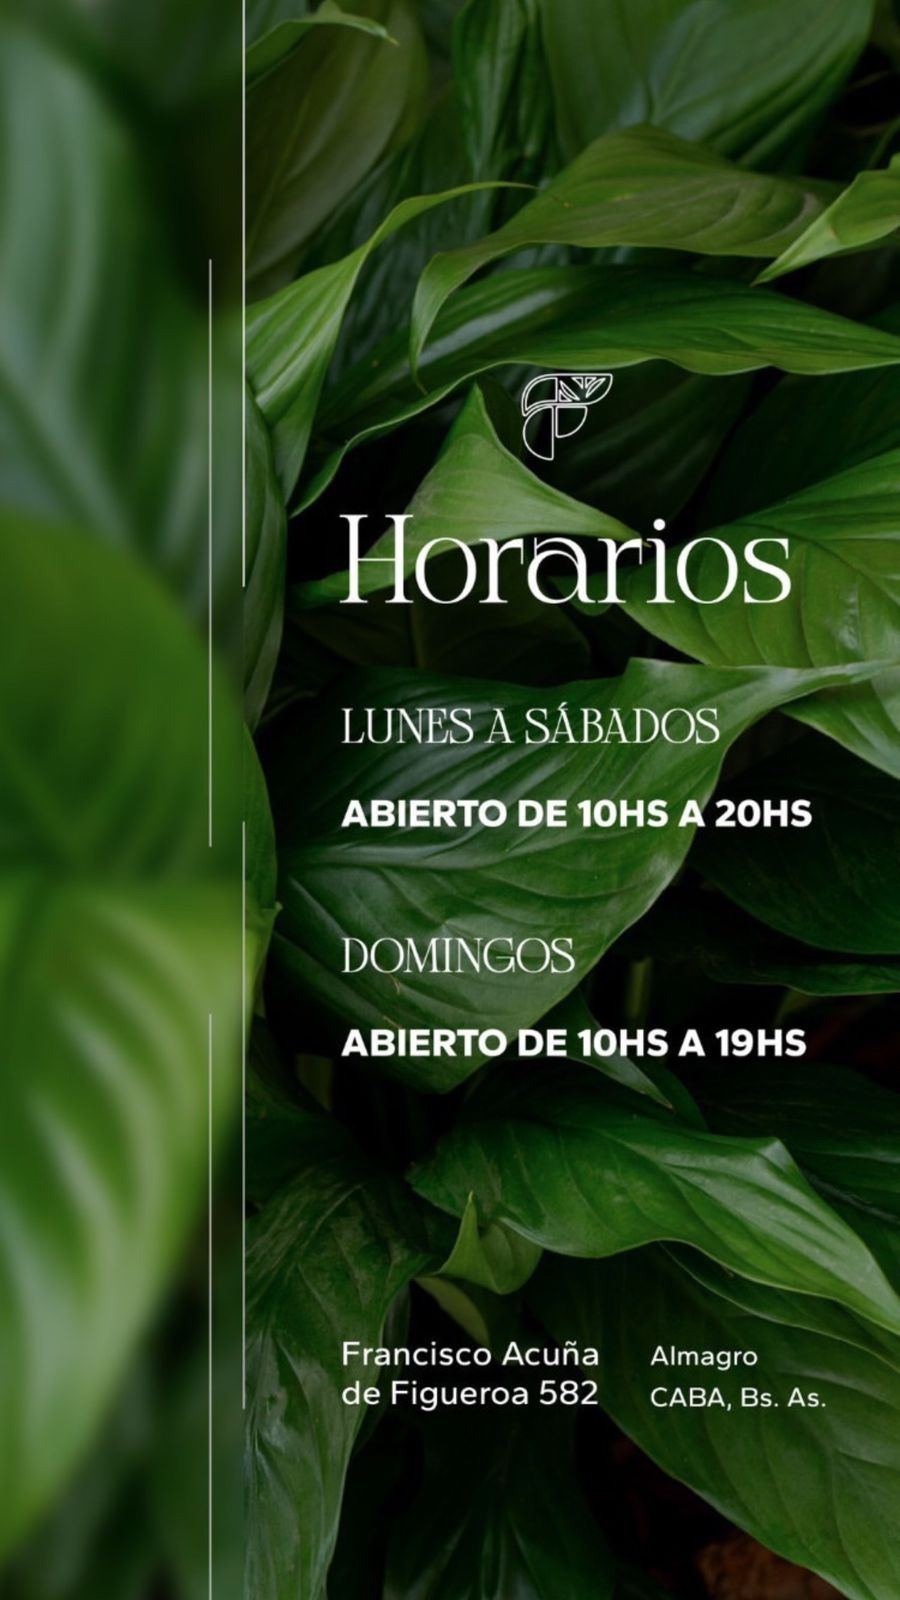 Horarios
LUNES A SÁBADOS
ABIERTO DE 10HS A 20HS
DOMINGOS
ABIERTO DE 10HS A 19HS
Francisco Acuña
de Figueroa 582
Almagro
CABA, Bs. As.